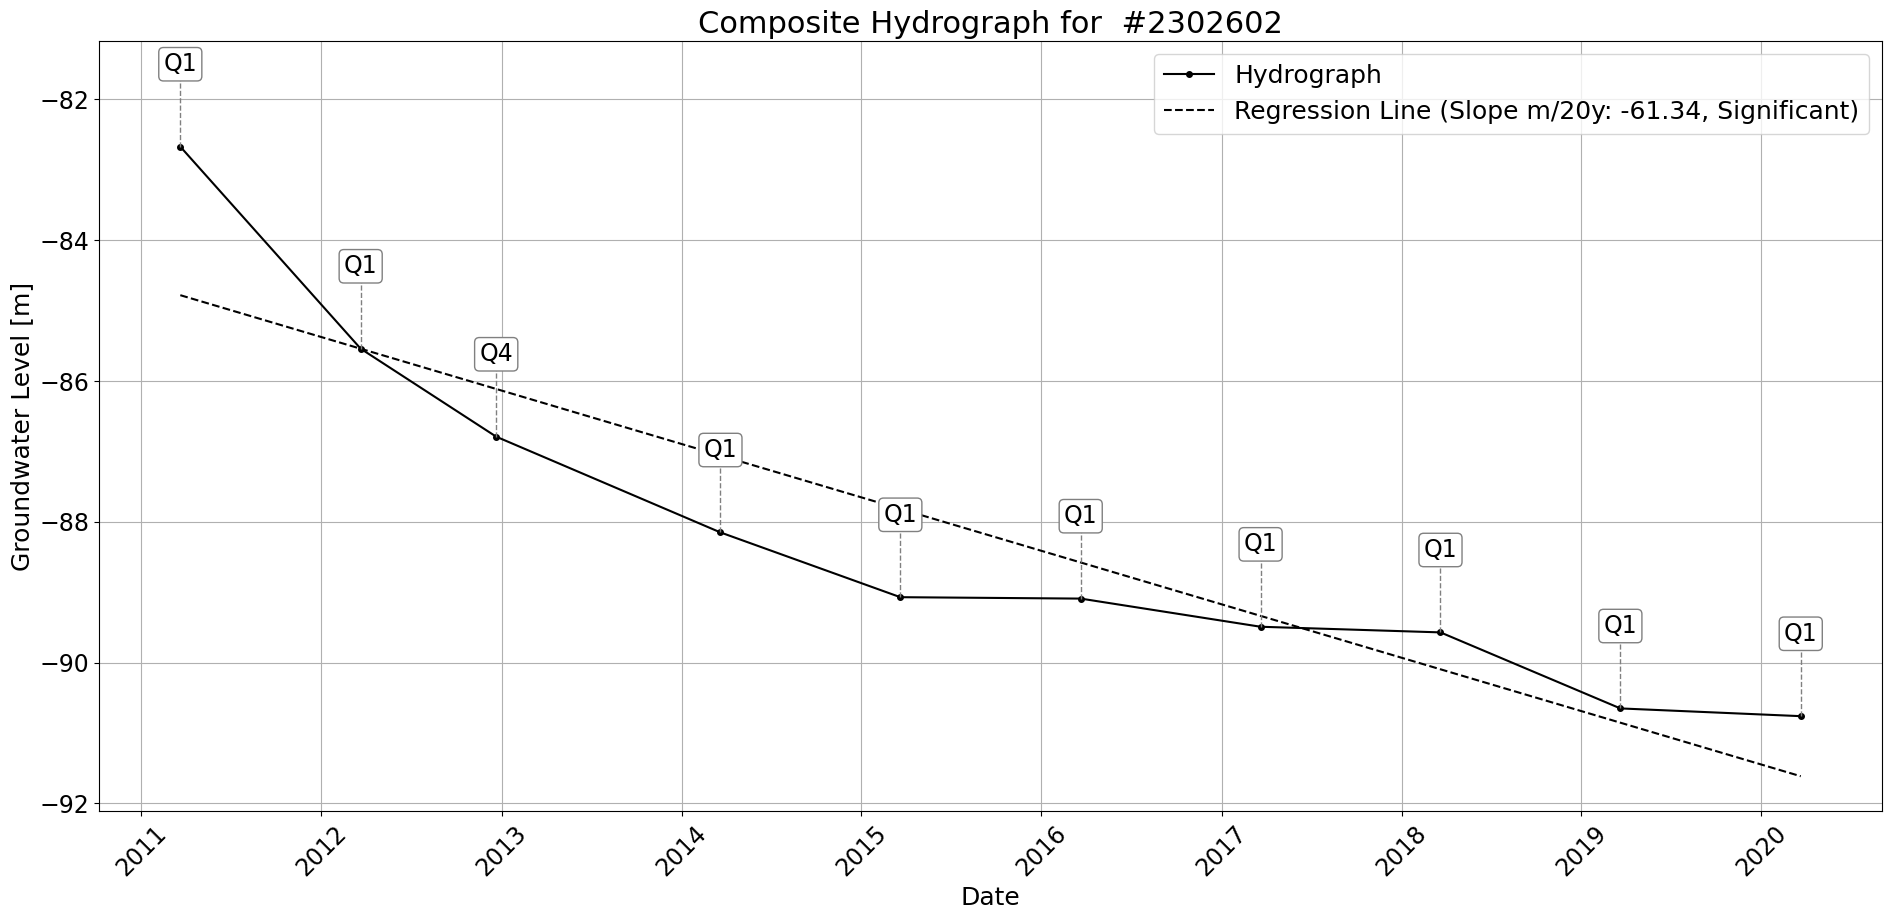 Composite Hydrograph for  #2302602
Hydrograph
Regression Line (Slope m/20y: -61.34, Significant)
Q1
Q1
Q4
Q1
Q1
Q1
Q1
Q1
Q1
Q1
Groundwater Level [m]
−82
−84
−86
−88
−90
−92
2011
2012
2013
2014
2015
2016
2017
2018
2019
2020
Date